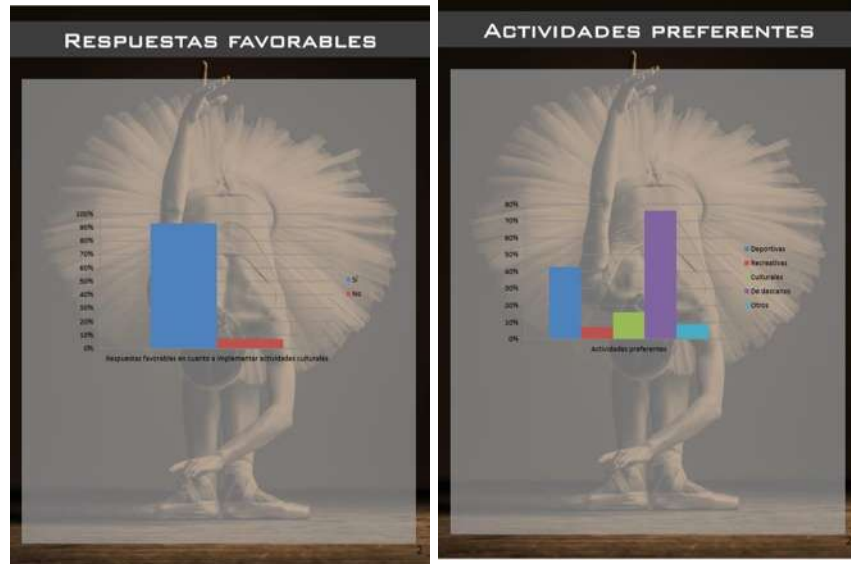 RESPUESTAS FAVORABLES
100%
90%
80%
70%
60%
50%
40%
30%
20%
10%
0%
Sí
No
Respuestas favorables en cuanto a implementar actividades culturales
2
ACTIVIDADES PREFERENTES
80%
70%
60%
50%
40%
30%
20%
10%
0%
Deportivas
Recreativas
Culturales
De descanso
Otros
Actividades preferentes
2